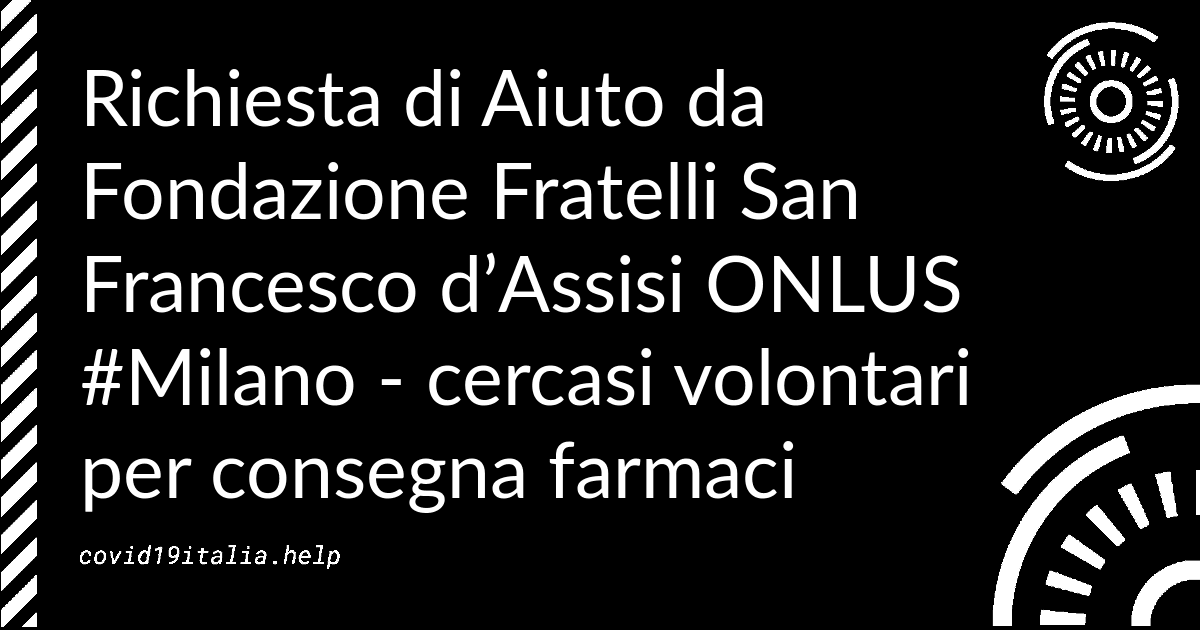 Richiesta di Aiuto da
Fondazione Fratelli San
Francesco d’Assisi ONLUS
#Milano - cercasi volontari
per consegna farmaci
covid19italia.help